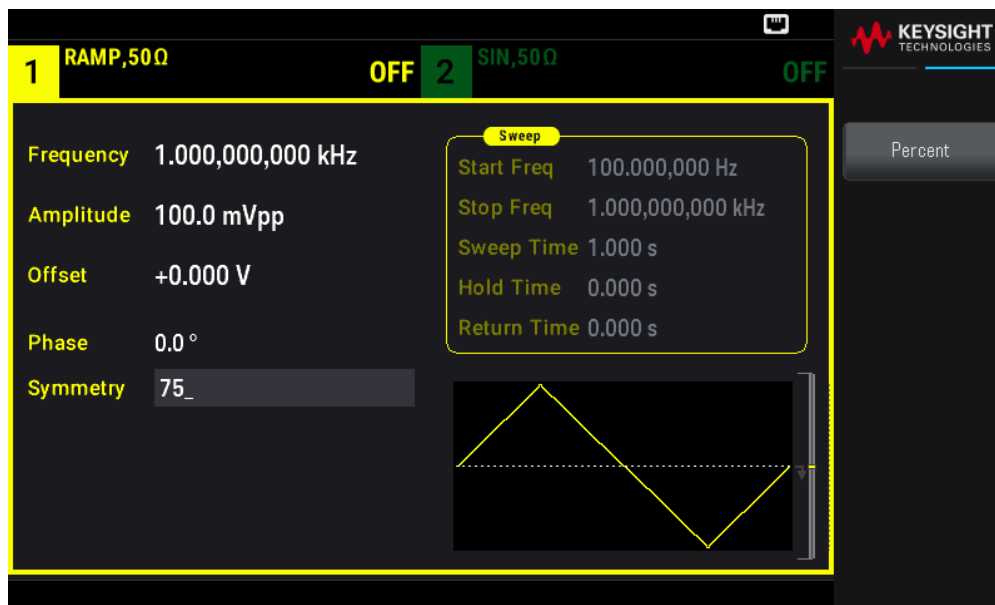 KEYSIGHT
TECHNOLOGIES
1 RAMP,50Ω OFF
2 SIN,50Ω OFF
Frequency 1.000,000,000 kHz
Amplitude 100.0 mVpp
Offset +0.000 V
Phase 0.0 °
Symmetry 75_
Sweep
Start Freq 100.000,000 Hz
Stop Freq 1.000,000,000 kHz
Sweep Time 1.000 s
Hold Time 0.000 s
Return Time 0.000 s
Percent